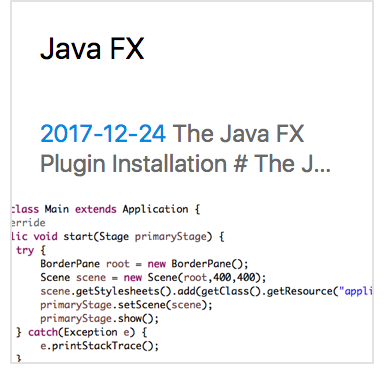 Java FX
2017-12-24 The Java FX
Plugin Installation # The J...
class Main extends Application {
erride
lic void start(Stage primaryStage) {
try {
BorderPane root = new BorderPane();
Scene scene = new Scene(root,400,400);
scene.getStylesheets().add(getClass().getResource("appli
primaryStage.setScene(scene);
primaryStage.show();
} catch(Exception e) {
e.printStackTrace();
}